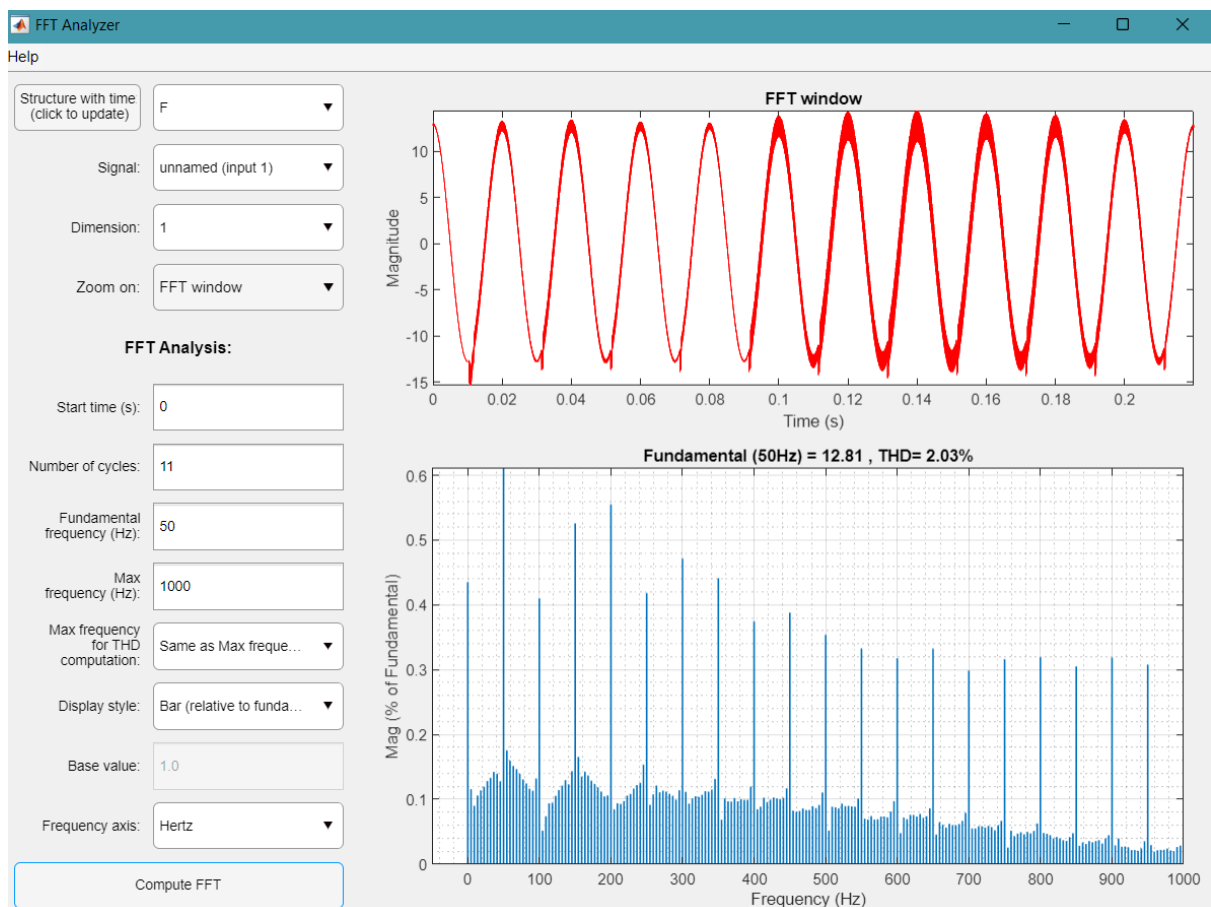 FFT Analyzer
Help
Structure with time
(click to update)
F
Signal:
unnamed (input 1)
Dimension:
1
Zoom on:
FFT window
FFT Analysis:
Start time (s):
0
Number of cycles:
11
Fundamental
frequency (Hz):
50
Max
frequency (Hz):
1000
Max frequency
for THD
computation:
Same as Max freque...
Display style:
Bar (relative to funda...
Base value:
1.0
Frequency axis:
Hertz
Compute FFT
FFT window
Magnitude
10
5
0
-5
-10
-15
0 0.02 0.04 0.06 0.08 0.1 0.12 0.14 0.16 0.18 0.2
Time (s)
Fundamental (50Hz) = 12.81 , THD= 2.03%
Mag (% of Fundamental)
0.6
0.5
0.4
0.3
0.2
0.1
0
0 100 200 300 400 500 600 700 800 900 1000
Frequency (Hz)